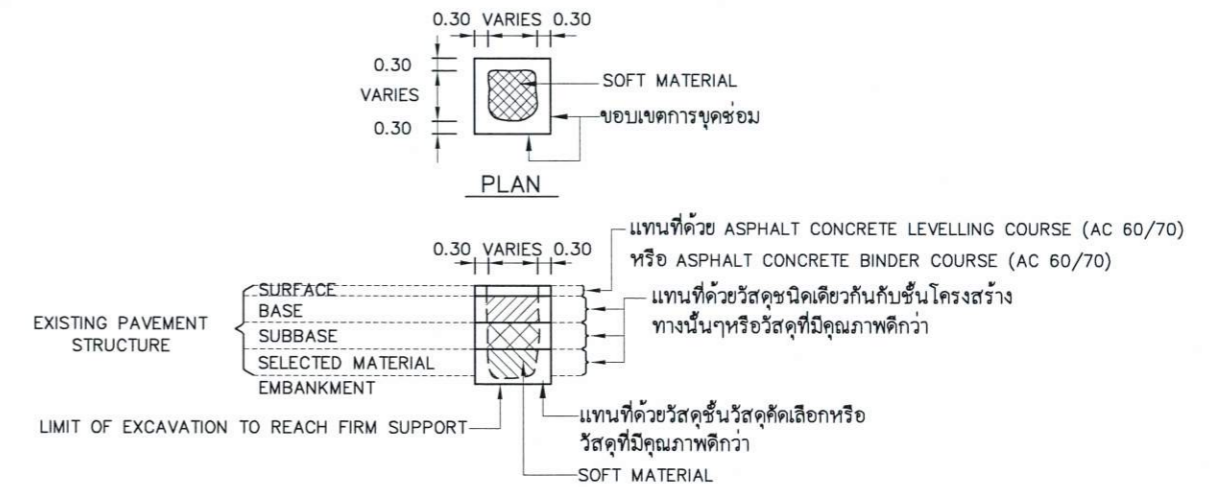 0.30 VARIES 0.30
0.30
VARIES
0.30
SOFT MATERIAL
ขอบเขตการขุดซ่อม
PLAN
0.30 VARIES 0.30
แทนที่ด้วย ASPHALT CONCRETE LEVELLING COURSE (AC 60/70)
หรือ ASPHALT CONCRETE BINDER COURSE (AC 60/70)
EXISTING PAVEMENT
STRUCTURE
SURFACE
BASE
SUBBASE
SELECTED MATERIAL
EMBANKMENT
แทนที่ด้วยวัสดุชนิดเดียวกันกับชั้นโครงสร้าง
ทางนั้นๆหรือวัสดุที่มีคุณภาพดีกว่า
LIMIT OF EXCAVATION TO REACH FIRM SUPPORT
แทนที่ด้วยวัสดุชั้นวัสดุคัดเลือกหรือ
วัสดุที่มีคุณภาพดีกว่า
SOFT MATERIAL